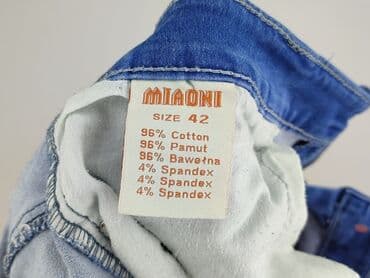 MIAONI
SIZE 42
96% Cotton
96% Pamut
96% Bawełna
4% Spandex
4% Spandex
4% Spandex